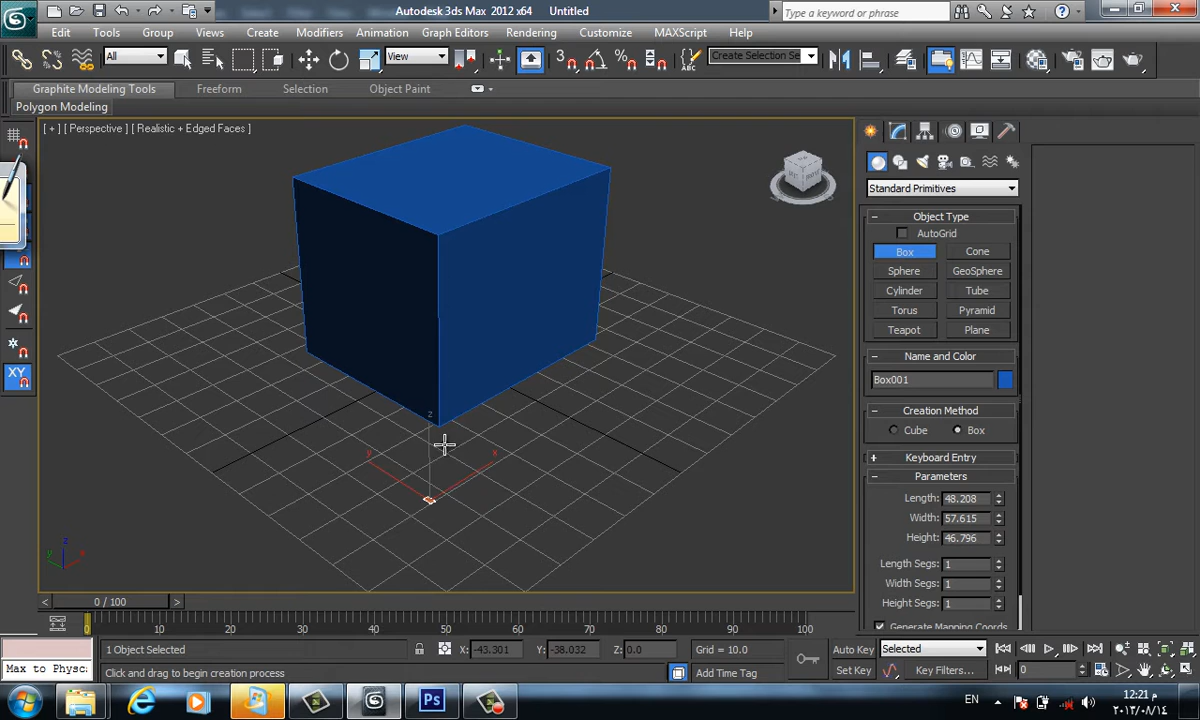 Autodesk 3ds Max 2012 x64 Untitled
Type a keyword or phrase
Edit Tools Group Views Create Modifiers Animation Graph Editors Rendering Customize MAXScript Help
All View Create Selection Se
3 %
Graphite Modeling Tools Freeform Selection Object Paint
Polygon Modeling
[ + ] [ Perspective ] [ Realistic + Edged Faces ]
Standard Primitives
Object Type
AutoGrid
Box Cone
Sphere GeoSphere
Cylinder Tube
Torus Pyramid
Teapot Plane
Name and Color
Box001
Creation Method
Cube Box
Keyboard Entry
Parameters
Length: 48.208
Width: 57.615
Height: 46.796
Length Segs: 1
Width Segs: 1
Height Segs: 1
Generate Mapping Coords
XY
z
y x
z
y x
0 / 100
0 10 20 30 40 50 60 70 80 90 100
1 Object Selected X: -43.301 Y: -38.032 Z: 0.0 Grid = 10.0 Auto Key Selected
Max to Physc: Click and drag to begin creation process Add Time Tag Set Key Key Filters... 0
Ps EN م 12:21
٢٠١٣/٠٨/١٤